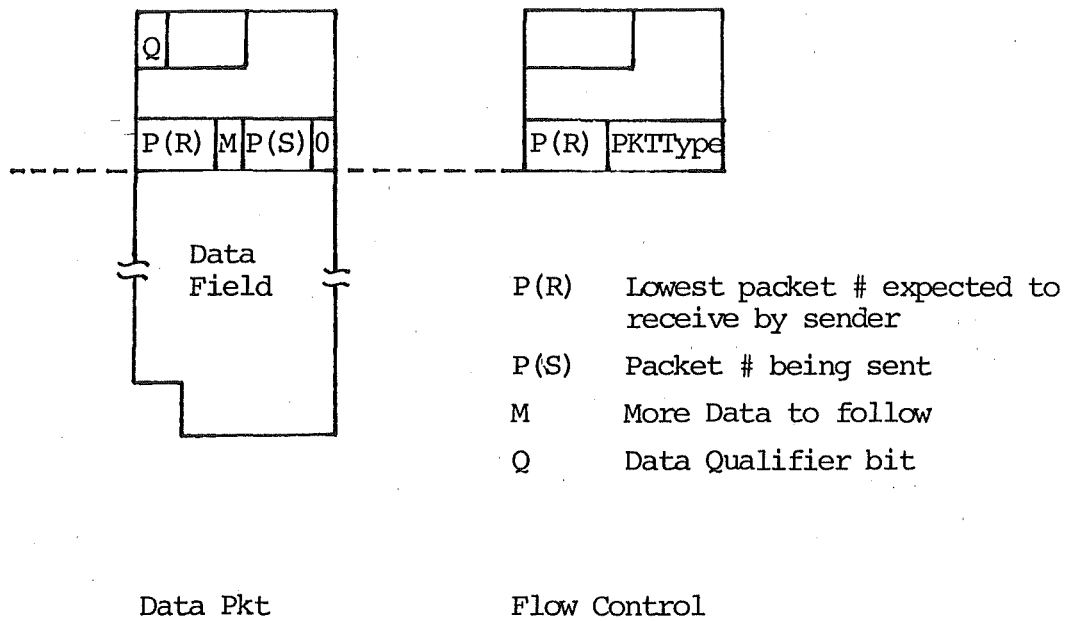 Q
P(R) M P(S) 0
P(R) PKTType
Data
Field
P(R) Lowest packet # expected to
receive by sender
P(S) Packet # being sent
M More Data to follow
Q Data Qualifier bit
Data Pkt
Flow Control